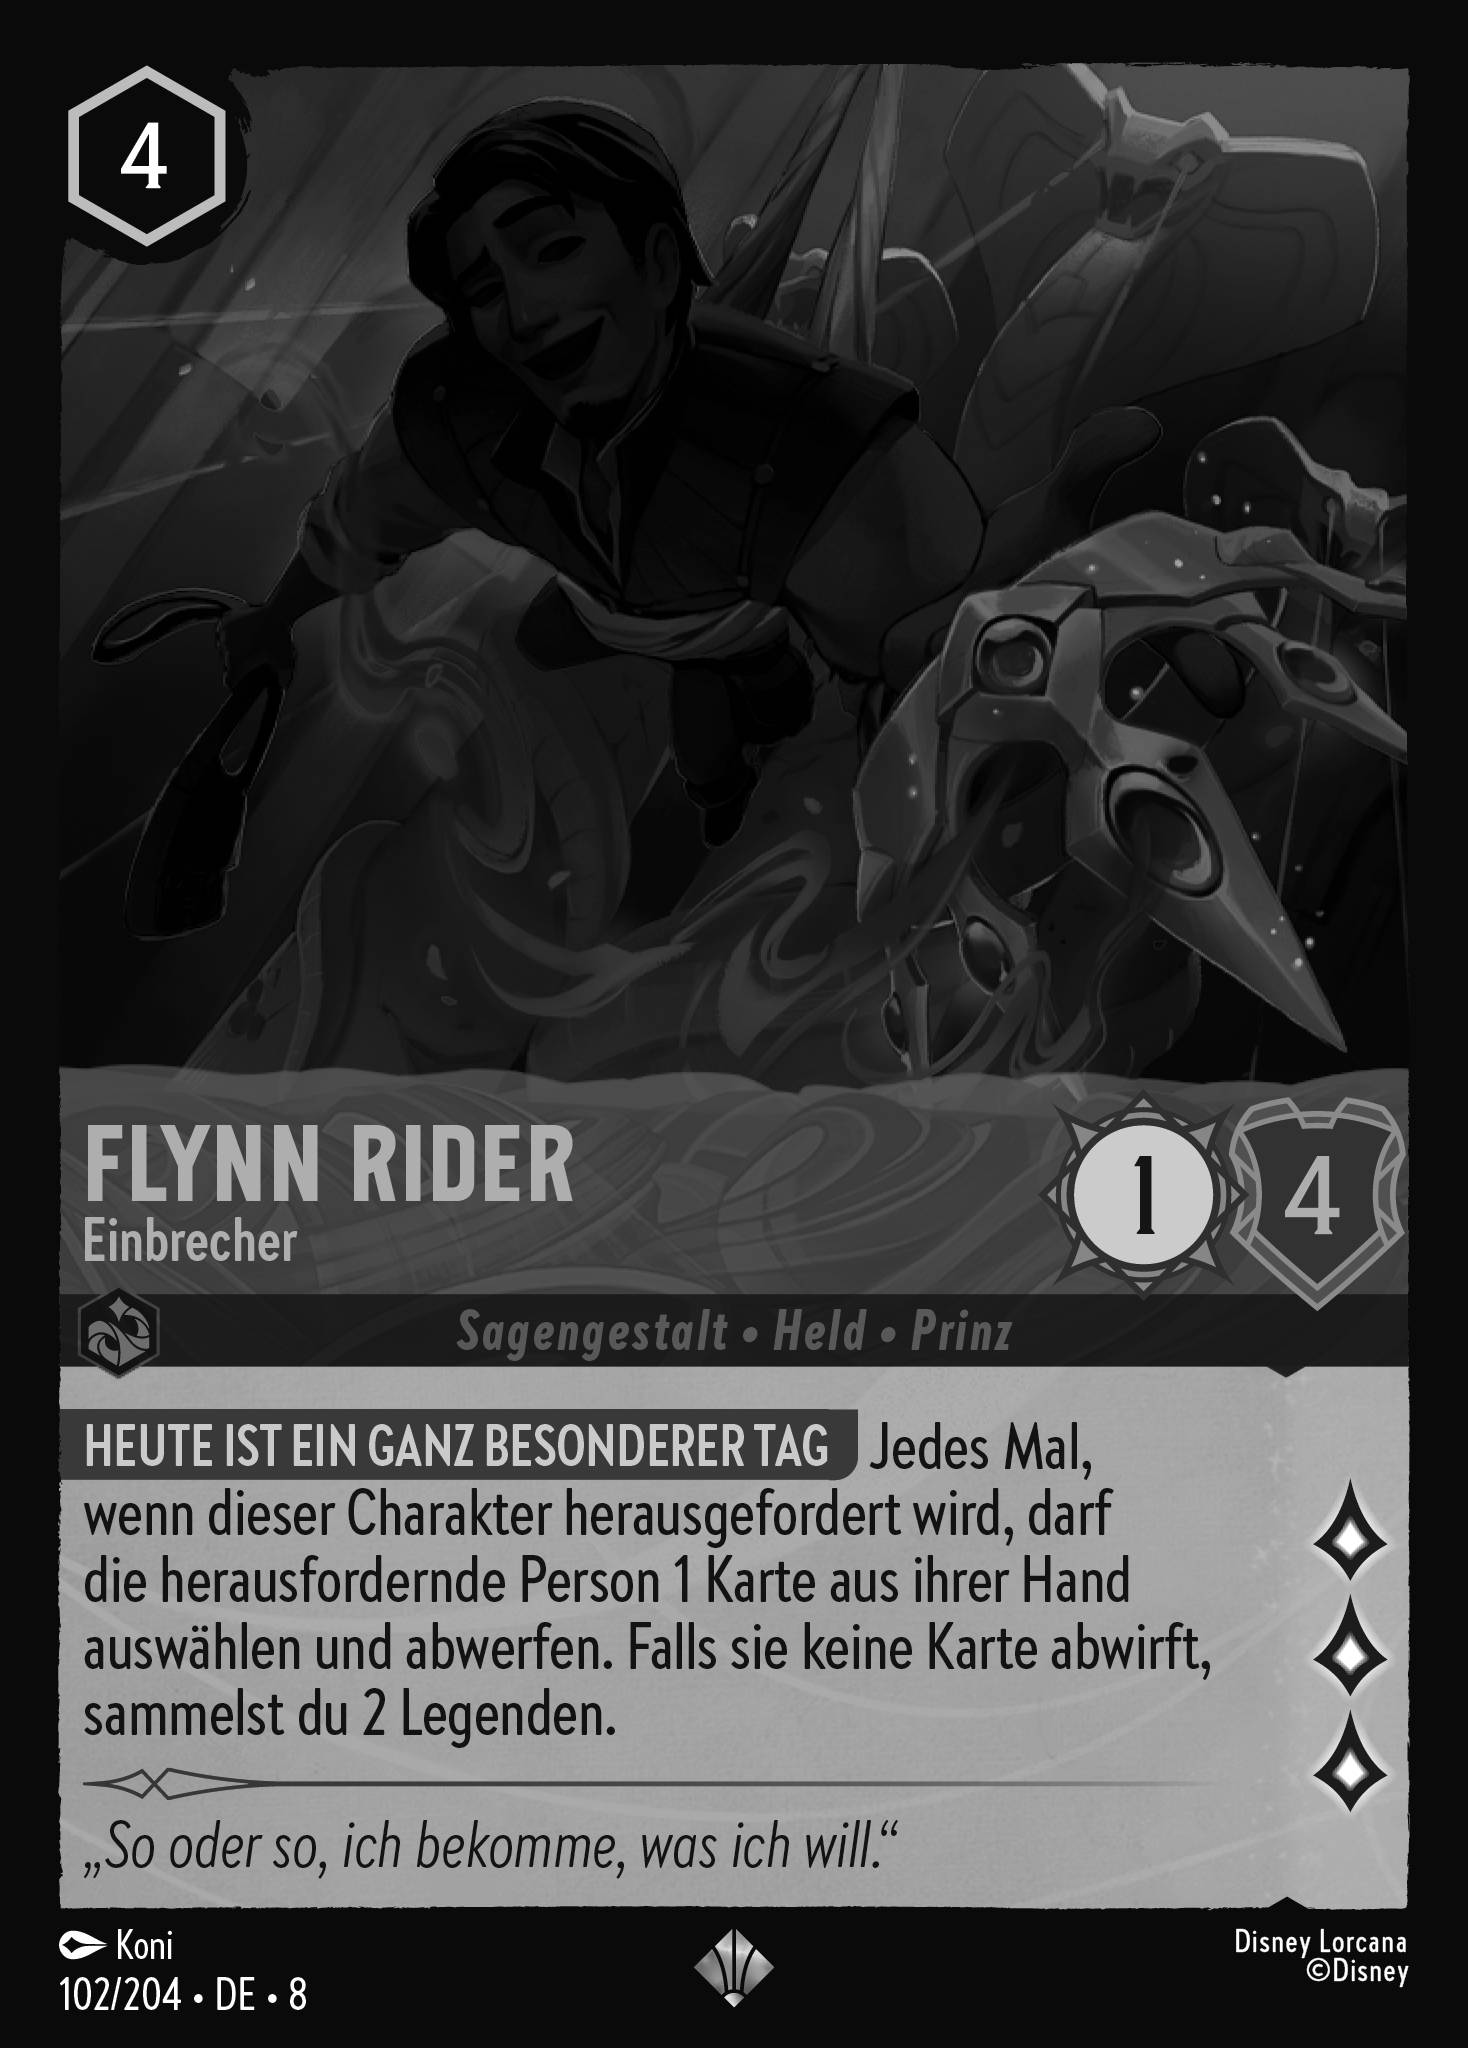 4
FLYNN RIDER
Einbrecher
1
4
Sagengestalt • Held • Prinz
HEUTE IST EIN GANZ BESONDERER TAG Jedes Mal,
wenn dieser Charakter herausgefordert wird, darf
die herausfordernde Person 1 Karte aus ihrer Hand
auswählen und abwerfen. Falls sie keine Karte abwirft,
sammelst du 2 Legenden.
„So oder so, ich bekomme, was ich will.“
Koni
102/204 • DE • 8
Disney Lorcana
©Disney